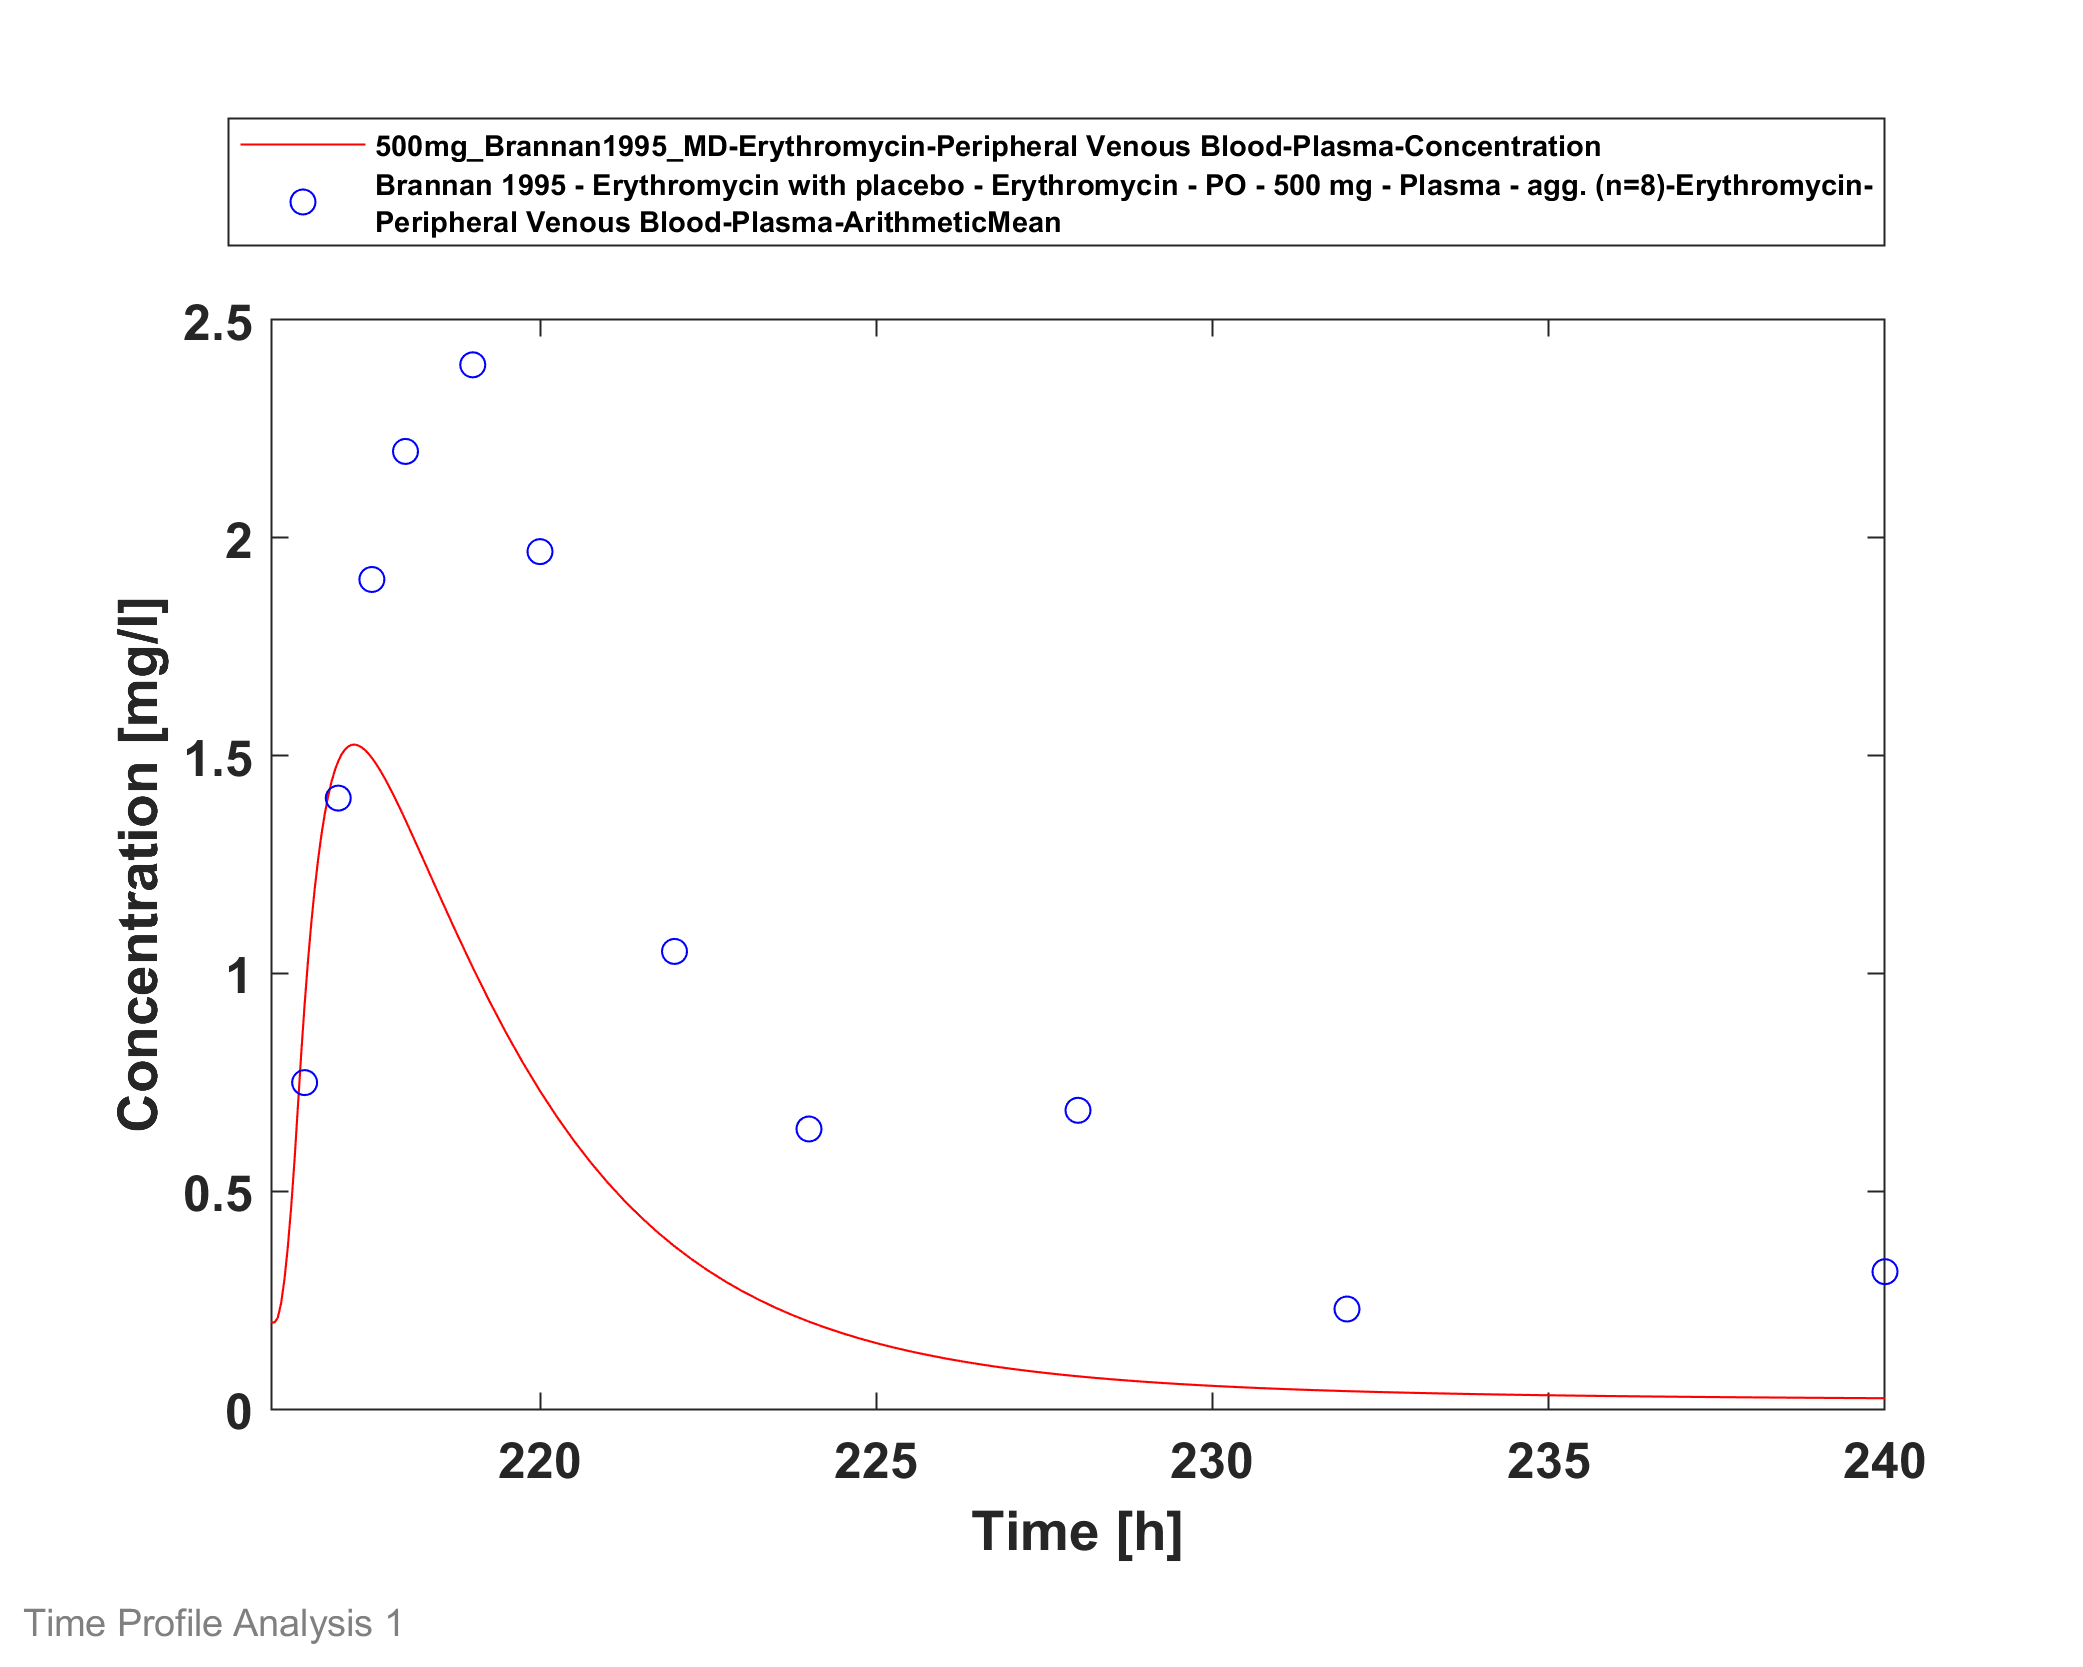 500mg_Brannan1995_MD-Erythromycin-Peripheral Venous Blood-Plasma-Concentration
Brannan 1995 - Erythromycin with placebo - Erythromycin - PO - 500 mg - Plasma - agg. (n=8)-Erythromycin-
Peripheral Venous Blood-Plasma-ArithmeticMean
2.5
2
1.5
1
0.5
0
Concentration [mg/l]
220 225 230 235 240
Time [h]
Time Profile Analysis 1